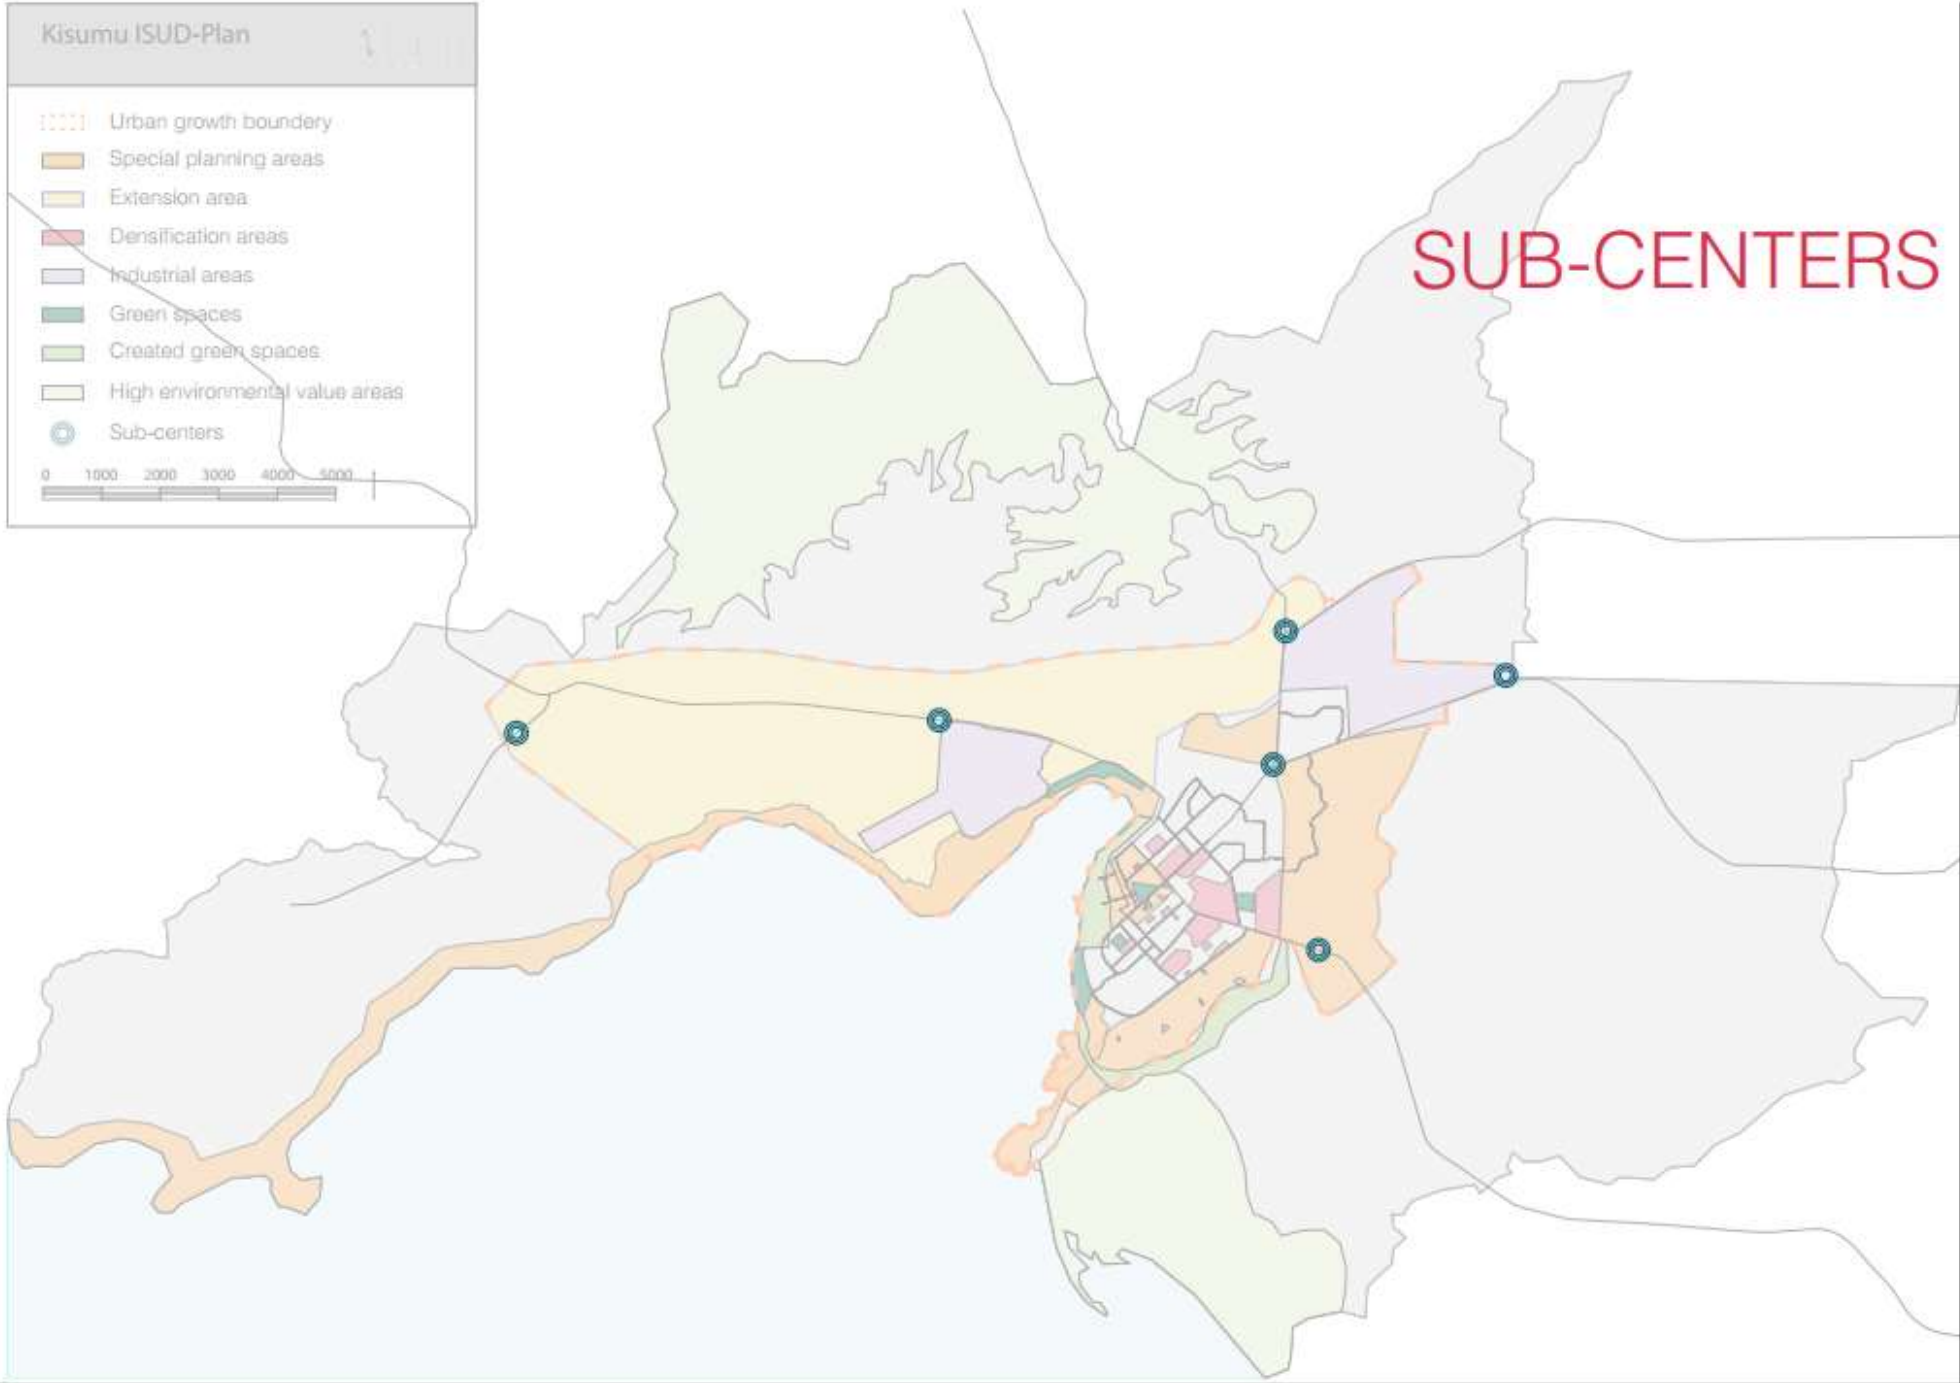 Kisumu ISUD-Plan
Urban growth boundery
Special planning areas
Extension area
Densification areas
Industrial areas
Green spaces
Created green spaces
High environmental value areas
Sub-centers
0 1000 2000 3000 4000 5000
SUB-CENTERS